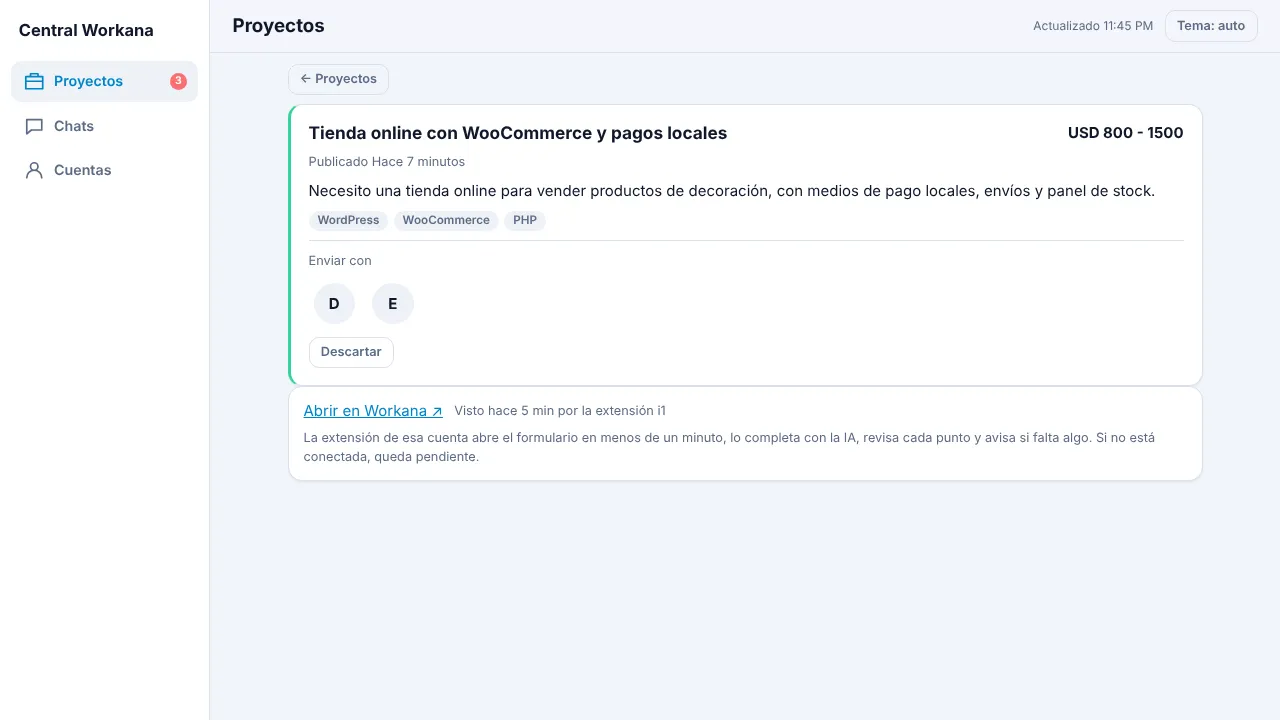 Central Workana
Proyectos
3
Chats
Cuentas
Proyectos
Actualizado 11:45 PM
Tema: auto
← Proyectos
Tienda online con WooCommerce y pagos locales
USD 800 - 1500
Publicado Hace 7 minutos
Necesito una tienda online para vender productos de decoración, con medios de pago locales, envíos y panel de stock.
WordPress
WooCommerce
PHP
Enviar con
D
E
Descartar
Abrir en Workana ↗
Visto hace 5 min por la extensión i1
La extensión de esa cuenta abre el formulario en menos de un minuto, lo completa con la IA, revisa cada punto y avisa si falta algo. Si no está
conectada, queda pendiente.